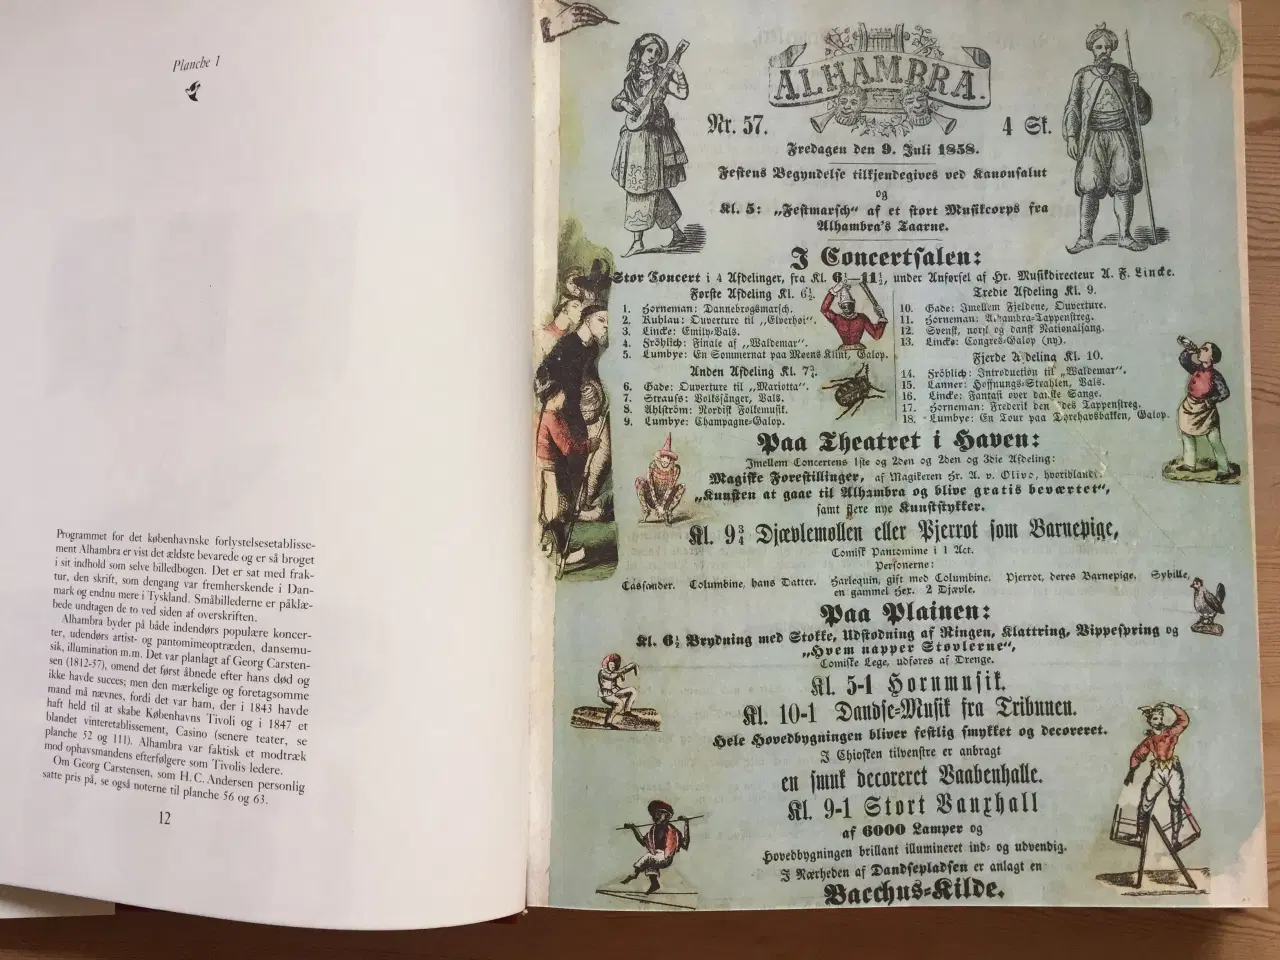 Planche 1
Programmet for det københavnske forlystelsesetablisse-
ment Alhambra er vist det ældste bevarede og er så broget
i sit indhold som selve billedbogen. Det er sat med frak-
tur, den skrift, som dengang var fremherskende i Dan-
mark og endnu mere i Tyskland. Småbillederne er påklæ-
bede undtagen de to ved siden af overskriften.
Alhambra byder på både indendørs populære koncer-
ter, udendørs artist- og pantomimeoptræden, dansemu-
sik, illumination m.m. Det var planlagt af Georg Carsten-
sen (1812-57), omend det først åbnede efter hans død og
ikke havde succes; men den mærkelige og foretagsomme
mand må nævnes, fordi det var ham, der i 1843 havde
haft held til at skabe Københavns Tivoli og i 1847 et
blandet vinteretablissement, Casino (senere teater, se
planche 52 og 111). Alhambra var faktisk et modtræk
mod ophavsmandens efterfølgere som Tivolis ledere.
Om Georg Carstensen, som H.C. Andersen personlig
satte pris på, se også noterne til planche 56 og 63.
12
ALHAMBRA.
Nr. 57.
4 Sk.
Fredagen den 9. Juli 1858.
Festens Begyndelse tilkjendegives ved Kanonsalut
og
Kl. 5: „Festmarsch“ af et stort Musikcorps fra
Alhambra's Taarne.
I Concertsalen:
Stor Concert i 4 Afdelinger, fra Kl. 6½—11½, under Anførsel af Hr. Musikdirecteur A. F. Lincke.
Første Afdeling Kl. 6½.
1. Horneman: Dannebrogsmarsch.
2. Kuhlau: Ouverture til „Elverhøi“.
3. Lincke: Emily-Vals.
4. Fröhlich: Finale af „Waldemar“.
5. Lumbye: En Sommernat paa Møens Klint, Galop.
Anden Afdeling Kl. 7¾.
6. Gade: Ouverture til „Mariotta“.
7. Strauss: Volksänger, Vals.
8. Ahlström: Nordisk Folkemusik.
9. Lumbye: Champagne-Galop.
Tredie Afdeling Kl. 9.
10. Gade: Imellem Fjeldene, Ouverture.
11. Horneman: Alhambra-Tappenstreg.
12. Svensk, norsk og dansk Nationalsang.
13. Lincke: Congres-Galop (ny).
Fjerde Afdeling Kl. 10.
14. Fröhlich: Introduction til „Waldemar“.
15. Lanner: Hoffnungs-Strahlen, Vals.
16. Lincke: Fantasi over danske Sange.
17. Horneman: Frederik den 7des Tappenstreg.
18. Lumbye: En Tour paa Dyrehavsbakken, Galop.
Paa Theatret i Haven:
Imellem Concertens 1ste og 2den og 2den og 3die Afdeling:
Magiske Forestillinger, af Magikeren Hr. A. v. Olivo, hvoriblandt
„Kunsten at gaae til Alhambra og blive gratis beværtet“,
samt flere nye Kunststykker.
Kl. 9¾ Djævlemøllen eller Pjerrot som Barnepige,
Comisk Pantomime i 1 Act.
Personerne:
Cassander. Columbine, hans Datter. Harlequin, gift med Columbine. Pjerrot, deres Barnepige. Sybille,
en gammel Hex. 2 Djævle.
Paa Plainen:
Kl. 6½ Brydning med Stokke, Udstødning af Ringen, Klattring, Vippespring og
„Hvem napper Støvlerne“,
Comiske Lege, udføres af Drenge.
Kl. 5-1 Hornmusik.
Kl. 10-1 Dandse-Musik fra Tribunen.
Hele Hovedbygningen bliver festlig smykket og decoreret.
I Chiosken tilvenstre er anbragt
en smuk decoreret Vaabenhalle.
Kl. 9-1 Stort Vauxhall
af 6000 Lamper og
Hovedbygningen brillant illumineret ind- og udvendig.
I Nærheden af Dandsepladsen er anlagt en
Bacchus-Kilde.